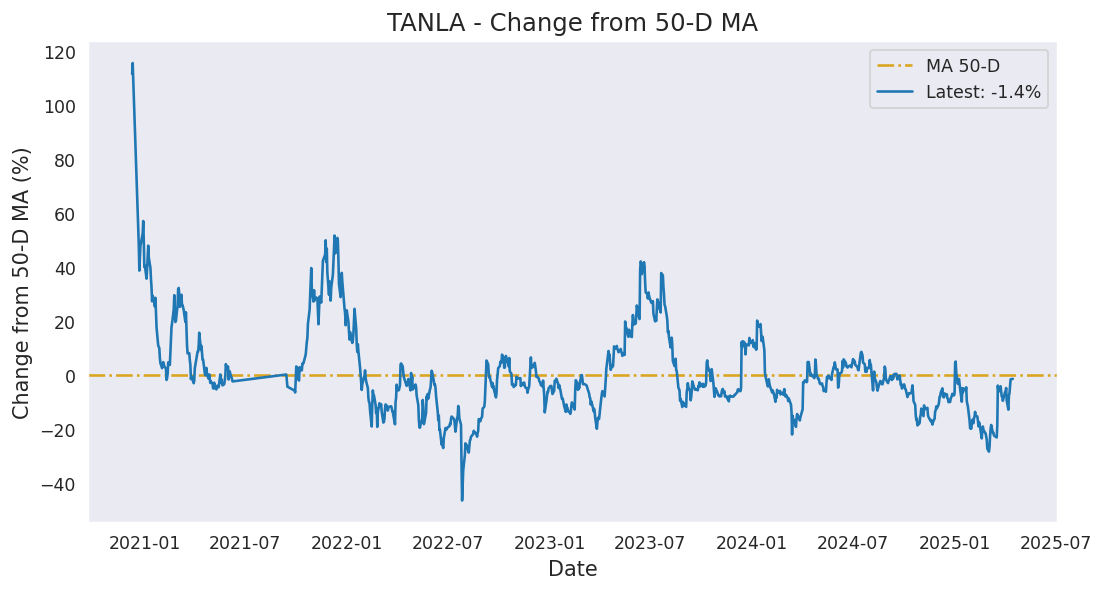 TANLA - Change from 50-D MA
MA 50-D
Latest: -1.4%
Change from 50-D MA (%)
120
100
80
60
40
20
0
−20
−40
2021-01 2021-07 2022-01 2022-07 2023-01 2023-07 2024-01 2024-07 2025-01 2025-07
Date